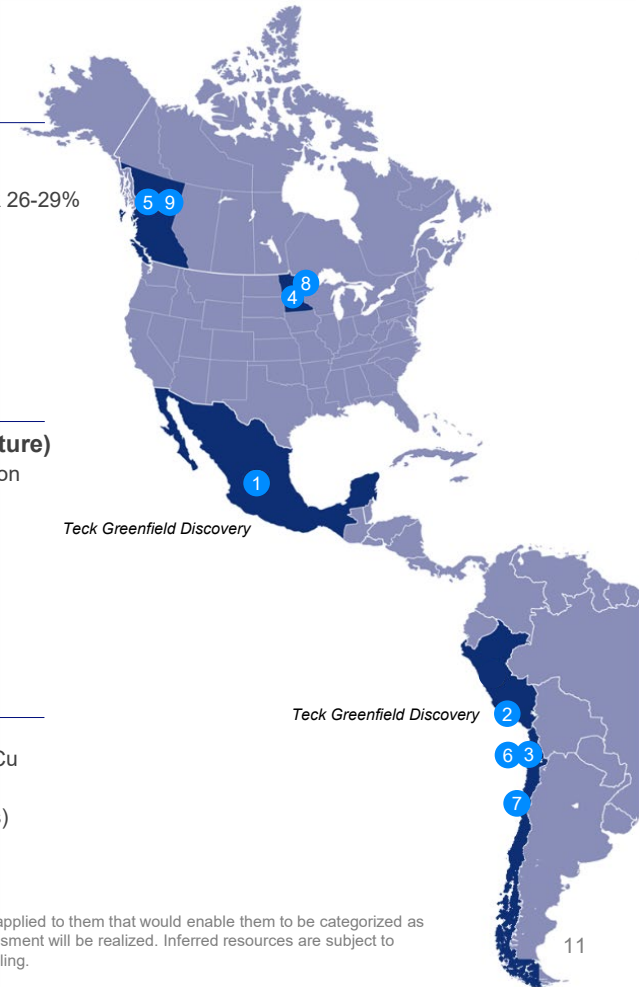 26-29%
5 9
8
4
ture)
on
1
Teck Greenfield Discovery
Teck Greenfield Discovery
2
Cu
6 3
)
7
applied to them that would enable them to be categorized as
sment will be realized. Inferred resources are subject to
ling.
11